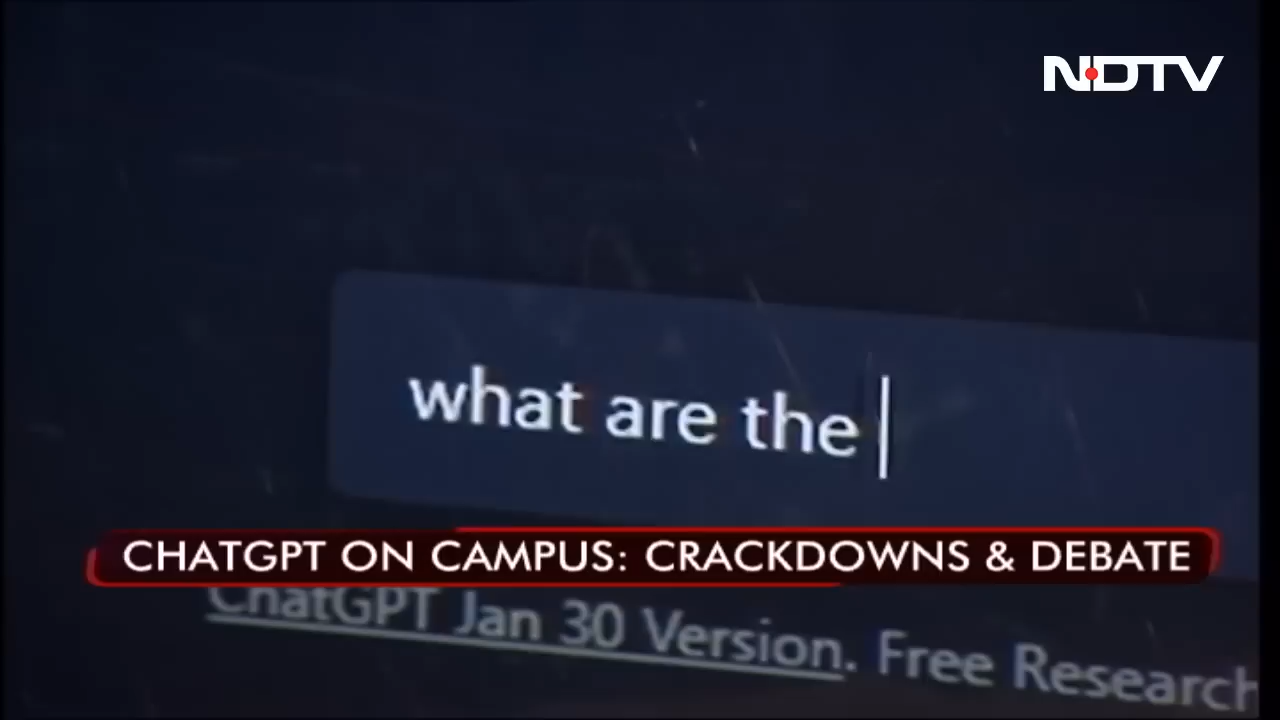 NDTV
what are the
CHATGPT ON CAMPUS: CRACKDOWNS & DEBATE
ChatGPT Jan 30 Version. Free Research